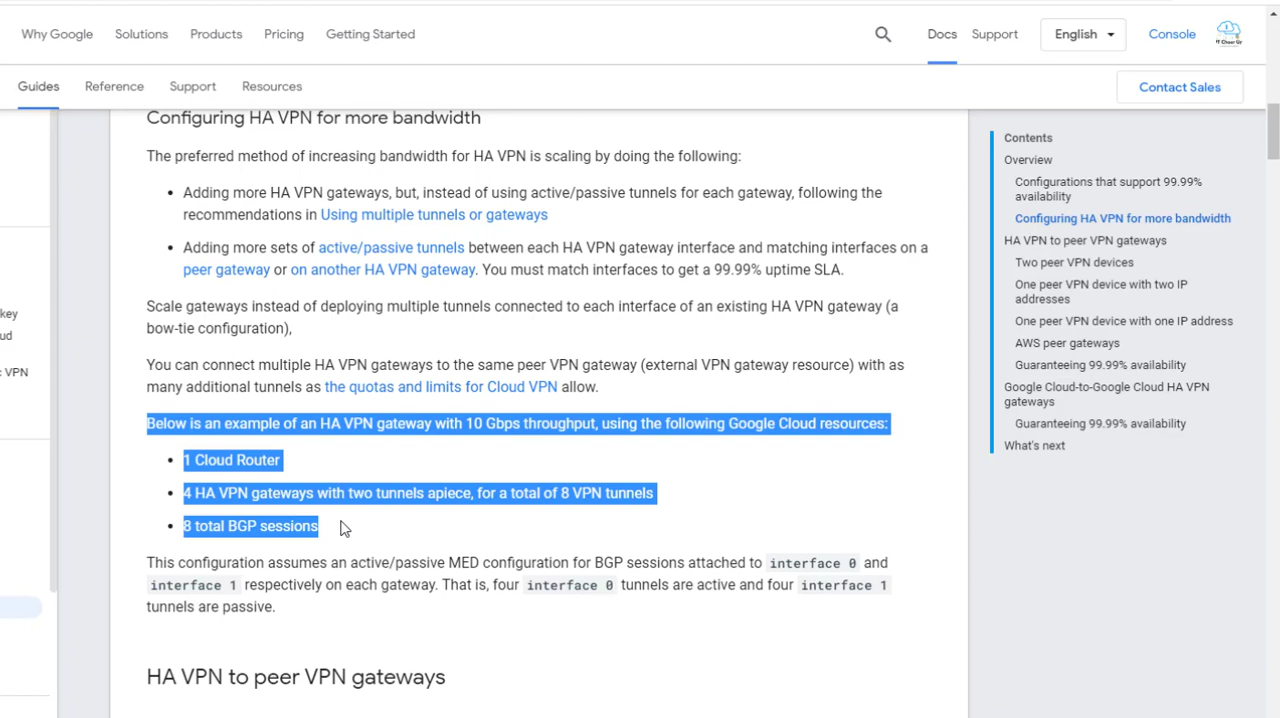 Why Google Solutions Products Pricing Getting Started Docs Support English Console
Guides Reference Support Resources Contact Sales
Configuring HA VPN for more bandwidth
The preferred method of increasing bandwidth for HA VPN is scaling by doing the following:
• Adding more HA VPN gateways, but, instead of using active/passive tunnels for each gateway, following the
recommendations in Using multiple tunnels or gateways
• Adding more sets of active/passive tunnels between each HA VPN gateway interface and matching interfaces on a
peer gateway or on another HA VPN gateway. You must match interfaces to get a 99.99% uptime SLA.
Scale gateways instead of deploying multiple tunnels connected to each interface of an existing HA VPN gateway (a
bow-tie configuration),
You can connect multiple HA VPN gateways to the same peer VPN gateway (external VPN gateway resource) with as
many additional tunnels as the quotas and limits for Cloud VPN allow.
Below is an example of an HA VPN gateway with 10 Gbps throughput, using the following Google Cloud resources:
• 1 Cloud Router
• 4 HA VPN gateways with two tunnels apiece, for a total of 8 VPN tunnels
• 8 total BGP sessions
This configuration assumes an active/passive MED configuration for BGP sessions attached to interface 0 and
interface 1 respectively on each gateway. That is, four interface 0 tunnels are active and four interface 1
tunnels are passive.
HA VPN to peer VPN gateways
key
ud
VPN
Contents
Overview
Configurations that support 99.99%
availability
Configuring HA VPN for more bandwidth
HA VPN to peer VPN gateways
Two peer VPN devices
One peer VPN device with two IP
addresses
One peer VPN device with one IP address
AWS peer gateways
Guaranteeing 99.99% availability
Google Cloud-to-Google Cloud HA VPN
gateways
Guaranteeing 99.99% availability
What's next